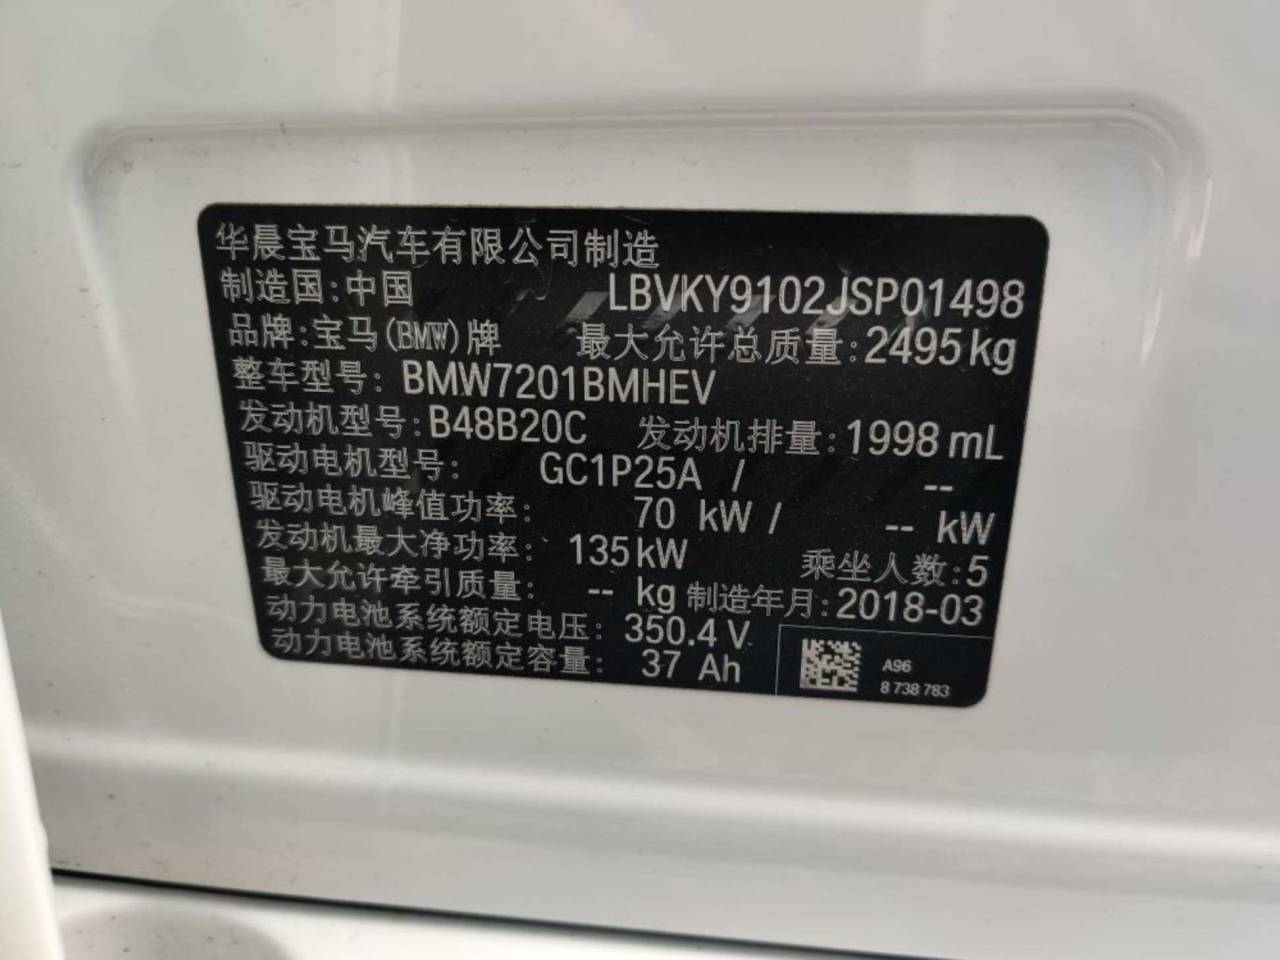 华晨宝马汽车有限公司制造
制造国:中国 LBVKY9102JSP01498
品牌:宝马(BMW)牌 最大允许总质量:2495kg
整车型号: BMW7201BMHEV
发动机型号:B48B20C 发动机排量:1998 mL
驱动电机型号: GC1P25A / --
驱动电机峰值功率: 70 kW / -- kW
发动机最大净功率: 135kW 乘坐人数:5
最大允许牵引质量: -- kg 制造年月:2018-03
动力电池系统额定电压: 350.4 V
动力电池系统额定容量: 37 Ah
A96
8 738 783